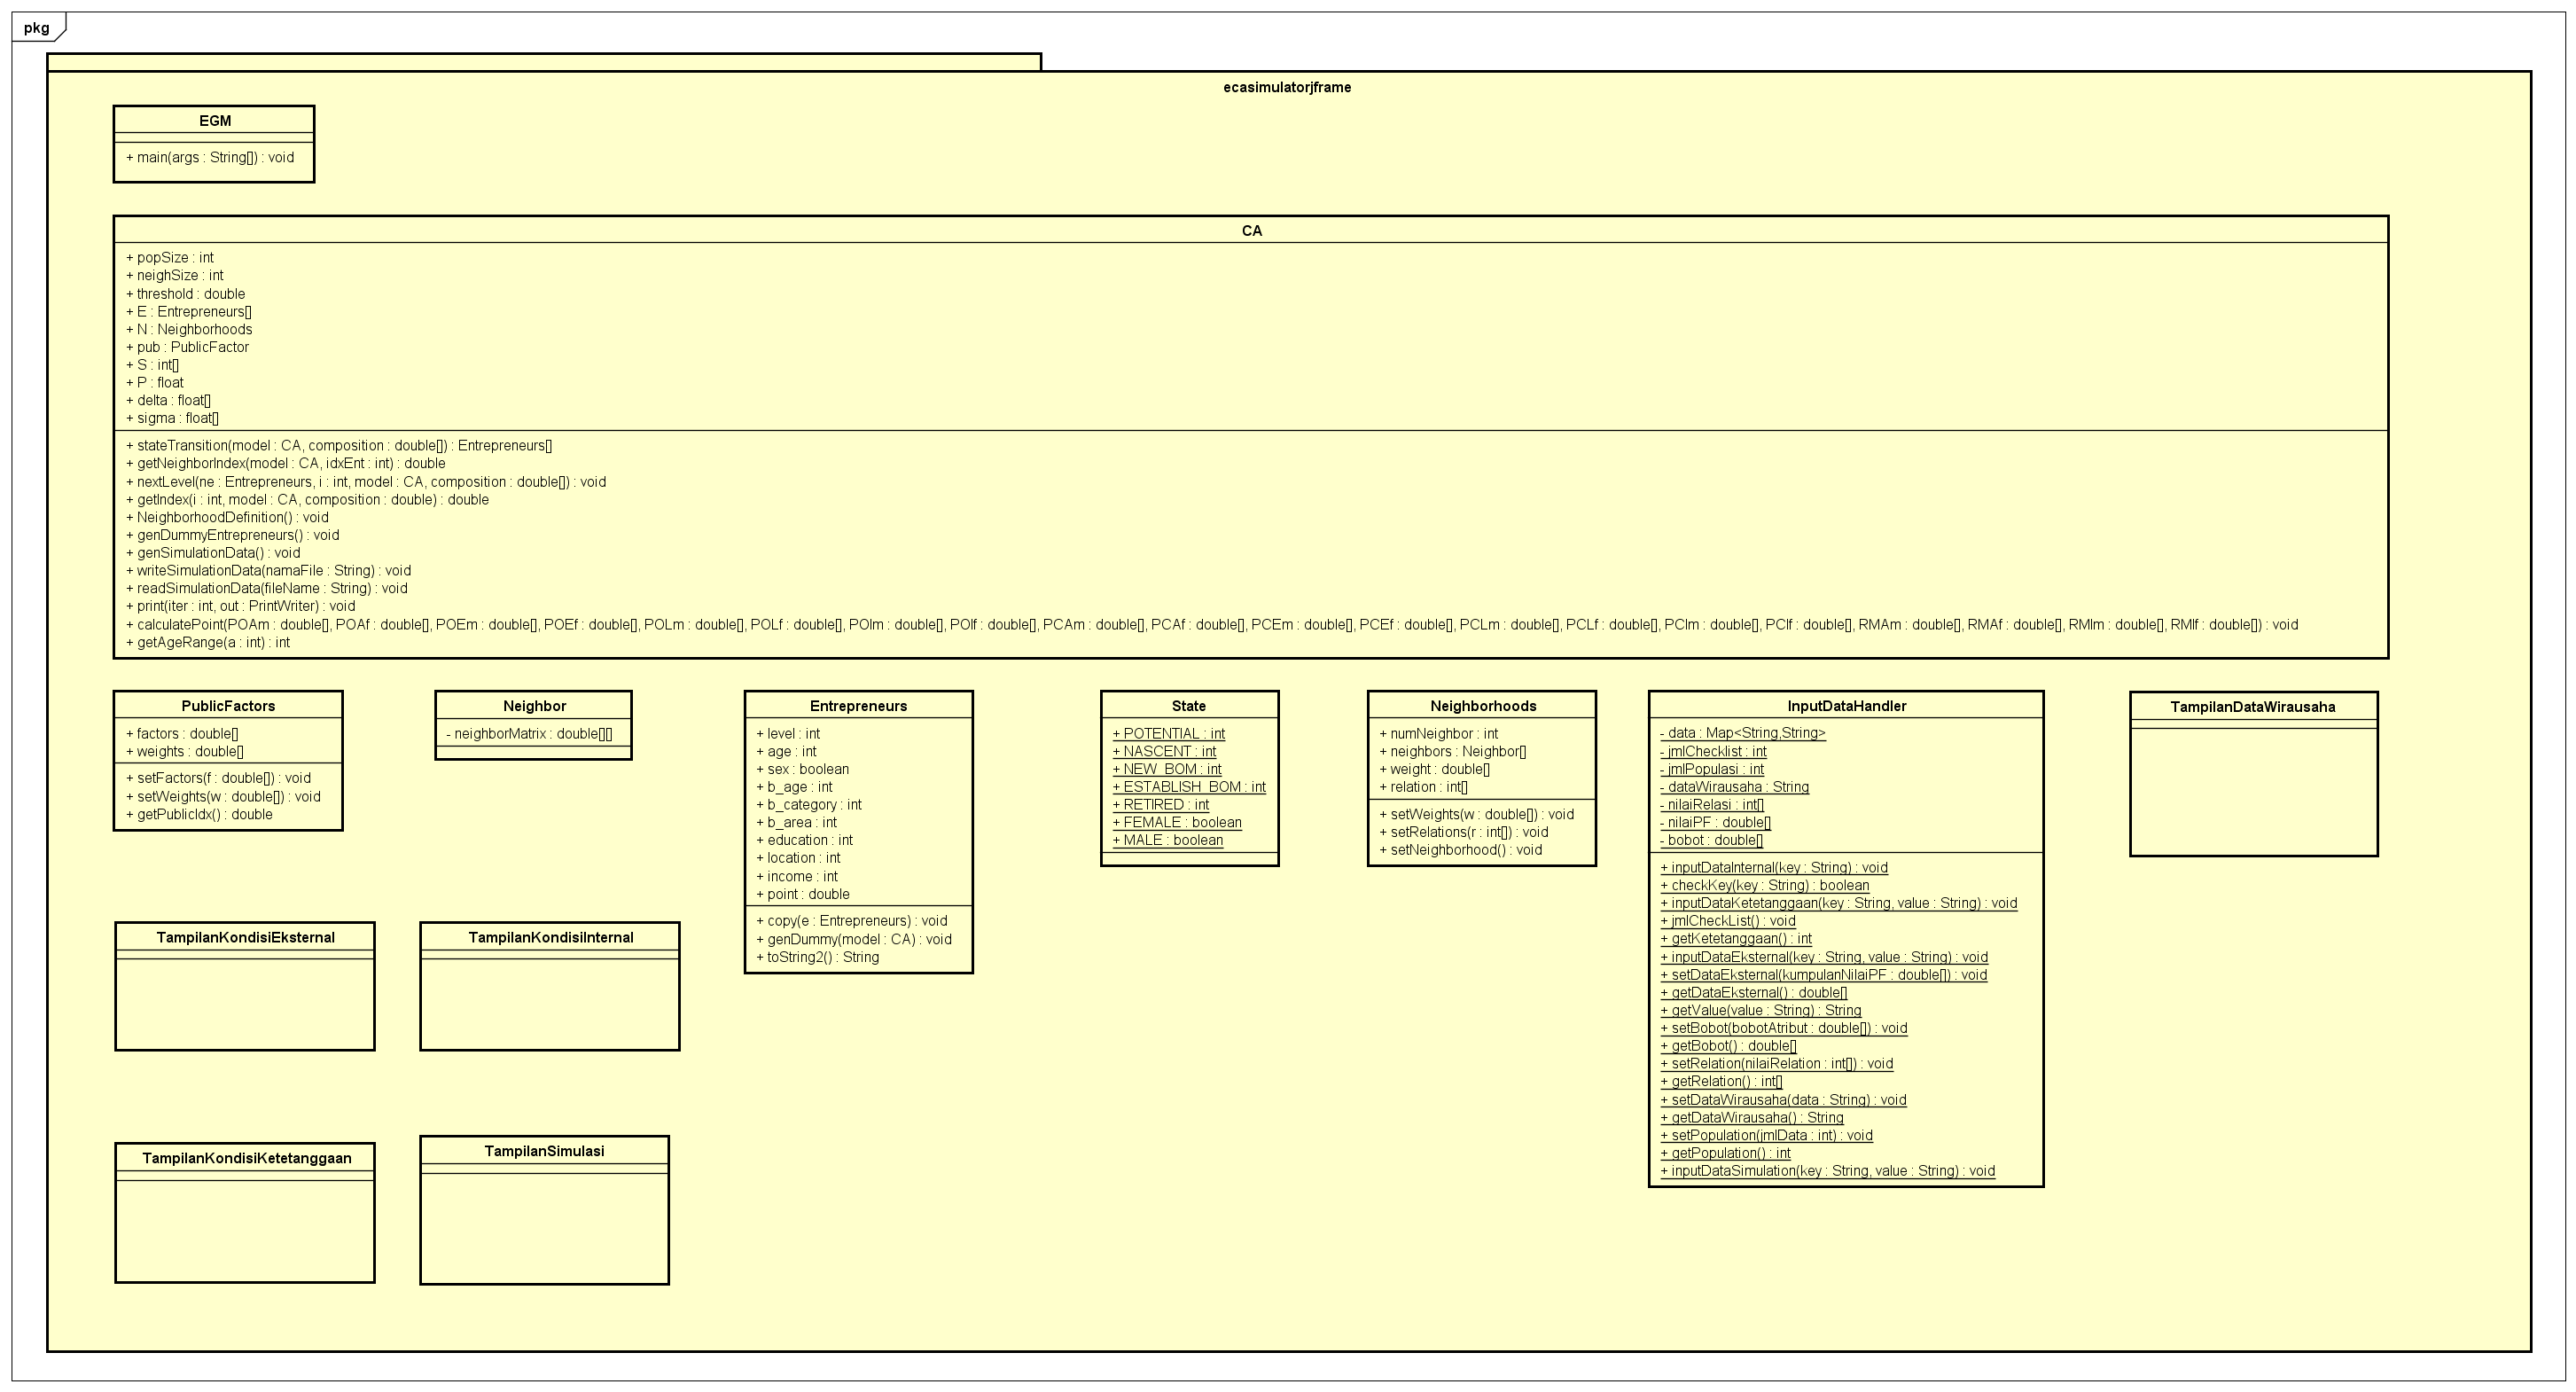 pkg
ecasimulatorjframe
EGM
+ main(args : String[]) : void
CA
+ popSize : int
+ neighSize : int
+ threshold : double
+ E : Entrepreneurs[]
+ N : Neighborhoods
+ pub : PublicFactor
+ S : int[]
+ P : float
+ delta : float[]
+ sigma : float[]
+ stateTransition(model : CA, composition : double[]) : Entrepreneurs[]
+ getNeighborIndex(model : CA, idxEnt : int) : double
+ nextLevel(ne : Entrepreneurs, i : int, model : CA, composition : double[]) : void
+ getIndex(i : int, model : CA, composition : double) : double
+ NeighborhoodDefinition() : void
+ genDummyEntrepreneurs() : void
+ genSimulationData() : void
+ writeSimulationData(namaFile : String) : void
+ readSimulationData(fileName : String) : void
+ print(iter : int, out : PrintWriter) : void
+ calculatePoint(POAm : double[], POAf : double[], POEm : double[], POEf : double[], POLm : double[], POLf : double[], POIm : double[], POIf : double[], PCAm : double[], PCAf : double[], PCEm : double[], PCEf : double[], PCLm : double[], PCLf : double[], PCIm : double[], PCIf : double[], RMAm : double[], RMAf : double[], RMIm : double[], RMIf : double[]) : void
+ getAgeRange(a : int) : int
PublicFactors
+ factors : double[]
+ weights : double[]
+ setFactors(f : double[]) : void
+ setWeights(w : double[]) : void
+ getPublicIdx() : double
Neighbor
- neighborMatrix : double[][]
Entrepreneurs
+ level : int
+ age : int
+ sex : boolean
+ b_age : int
+ b_category : int
+ b_area : int
+ education : int
+ location : int
+ income : int
+ point : double
+ copy(e : Entrepreneurs) : void
+ genDummy(model : CA) : void
+ toString2() : String
State
+ POTENTIAL : int
+ NASCENT : int
+ NEW_BOM : int
+ ESTABLISH_BOM : int
+ RETIRED : int
+ FEMALE : boolean
+ MALE : boolean
Neighborhoods
+ numNeighbor : int
+ neighbors : Neighbor[]
+ weight : double[]
+ relation : int[]
+ setWeights(w : double[]) : void
+ setRelations(r : int[]) : void
+ setNeighborhood() : void
InputDataHandler
- data : Map<String,String>
- jmlChecklist : int
- jmlPopulasi : int
- dataWirausaha : String
- nilaiRelasi : int[]
- nilaiPF : double[]
- bobot : double[]
+ inputDataInternal(key : String) : void
+ checkKey(key : String) : boolean
+ inputDataKetetanggaan(key : String, value : String) : void
+ jmlCheckList() : void
+ getKetetanggaan() : int
+ inputDataEksternal(key : String, value : String) : void
+ setDataEksternal(kumpulanNilaiPF : double[]) : void
+ getDataEksternal() : double[]
+ getValue(value : String) : String
+ setBobot(bobotAtribut : double[]) : void
+ getBobot() : double[]
+ setRelation(nilaiRelation : int[]) : void
+ getRelation() : int[]
+ setDataWirausaha(data : String) : void
+ getDataWirausaha() : String
+ setPopulation(jmlData : int) : void
+ getPopulation() : int
+ inputDataSimulation(key : String, value : String) : void
TampilanDataWirausaha
TampilanKondisiEksternal
TampilanKondisiInternal
TampilanKondisiKetetanggaan
TampilanSimulasi